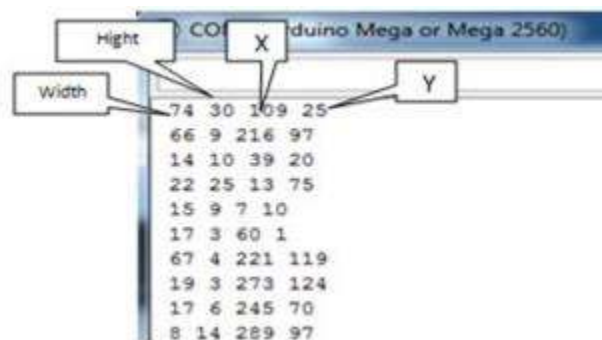 Hight
X
Width
Y
duino Mega or Mega 2560)
74 30 109 25
66 9 216 97
14 10 39 20
22 25 13 75
15 9 7 10
17 3 60 1
67 4 221 119
19 3 273 124
17 6 245 70
8 14 289 97